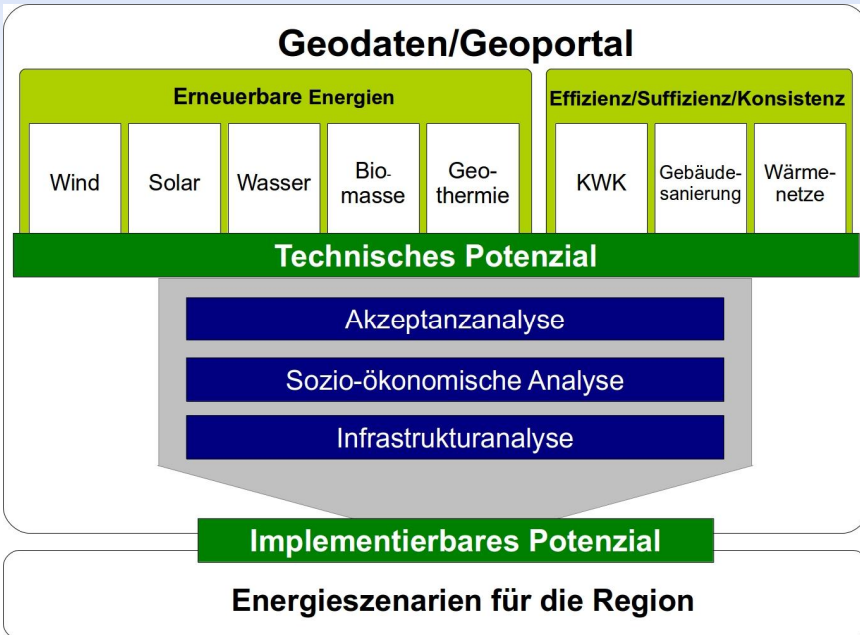 Geodaten/Geoportal
Erneuerbare Energien
Effizienz/Suffizienz/Konsistenz
Wind
Solar
Wasser
Bio-
masse
Geo-
thermie
KWK
Gebäude-
sanierung
Wärme-
netze
Technisches Potenzial
Akzeptanzanalyse
Sozio-ökonomische Analyse
Infrastrukturanalyse
Implementierbares Potenzial
Energieszenarien für die Region